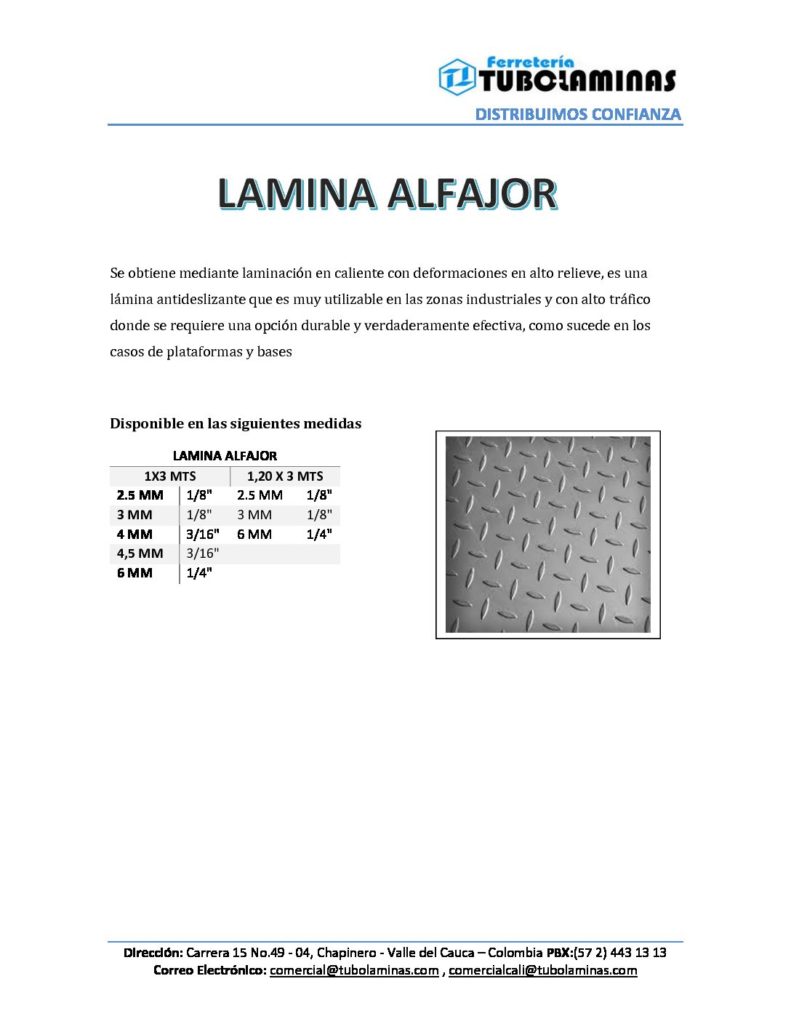 Ferretería
TUBOLAMINAS
DISTRIBUIMOS CONFIANZA
LAMINA ALFAJOR
Se obtiene mediante laminación en caliente con deformaciones en alto relieve, es una
lámina antideslizante que es muy utilizable en las zonas industriales y con alto tráfico
donde se requiere una opción durable y verdaderamente efectiva, como sucede en los
casos de plataformas y bases
Disponible en las siguientes medidas
LAMINA ALFAJOR
1X3 MTS 1,20 X 3 MTS
2.5 MM 1/8" 2.5 MM 1/8"
3 MM 1/8" 3 MM 1/8"
4 MM 3/16" 6 MM 1/4"
4,5 MM 3/16"
6 MM 1/4"
Dirección: Carrera 15 No.49 - 04, Chapinero - Valle del Cauca – Colombia PBX:(57 2) 443 13 13
Correo Electrónico: comercial@tubolaminas.com , comercialcali@tubolaminas.com